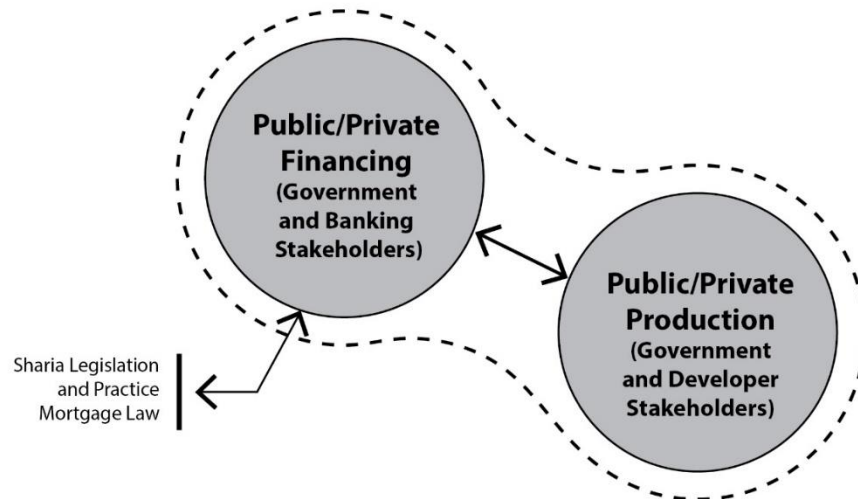 Public/Private
Financing
(Government
and Banking
Stakeholders)
Public/Private
Production
(Government
and Developer
Stakeholders)
Sharia Legislation
and Practice
Mortgage Law